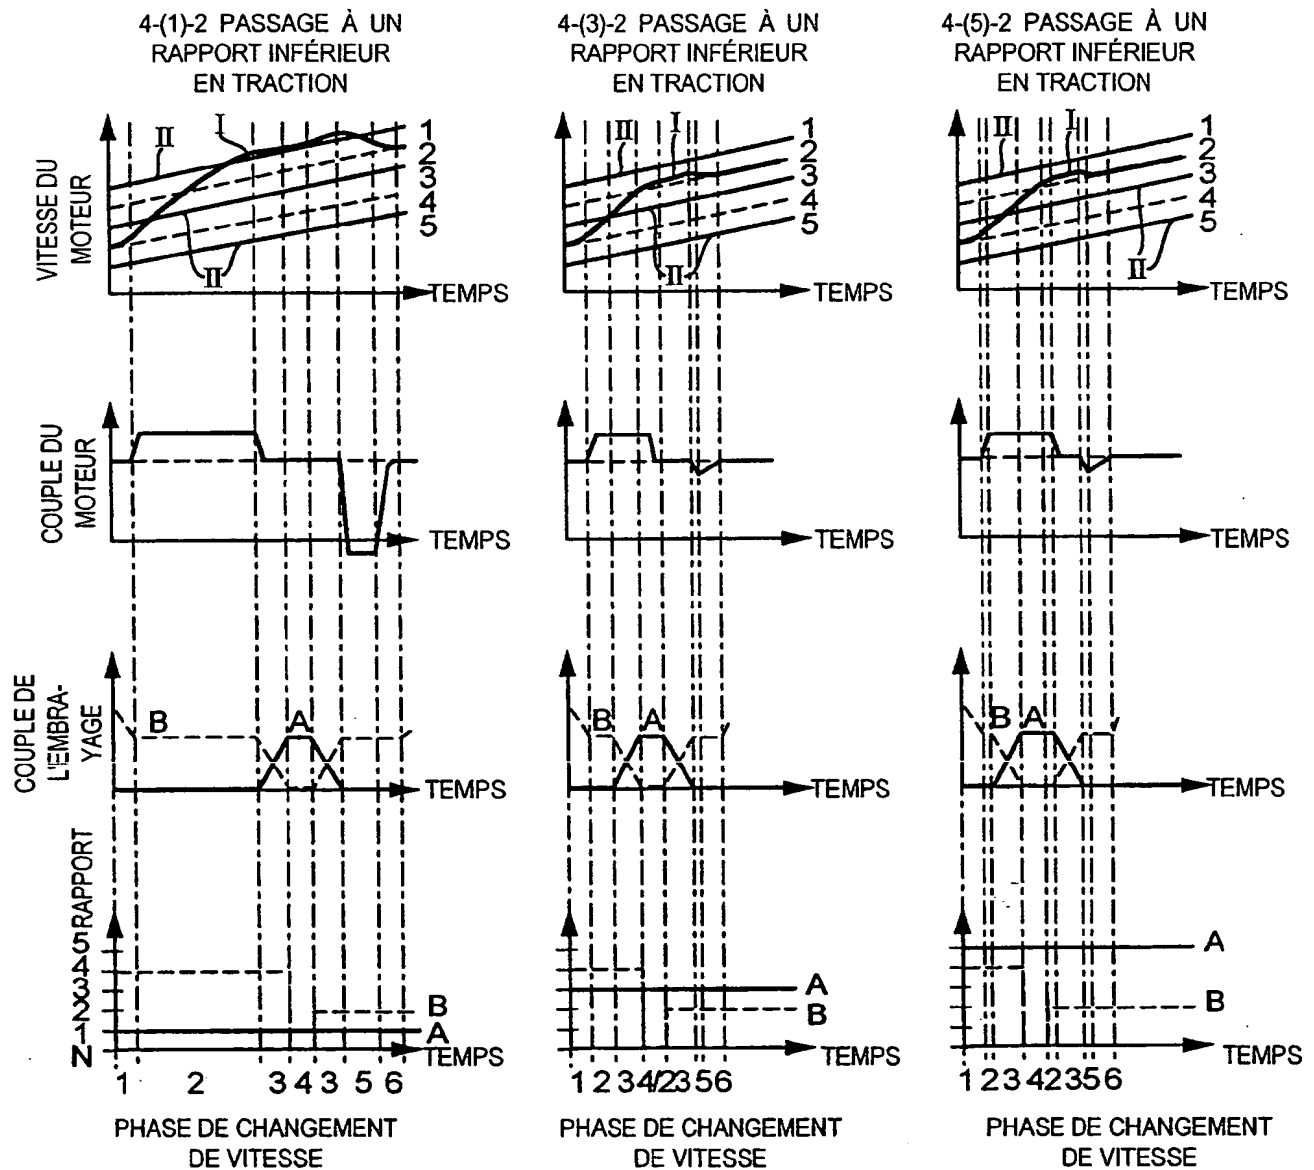 4-(1)-2 PASSAGE À UN
RAPPORT INFÉRIEUR
EN TRACTION
4-(3)-2 PASSAGE À UN
RAPPORT INFÉRIEUR
EN TRACTION
4-(5)-2 PASSAGE À UN
RAPPORT INFÉRIEUR
EN TRACTION
VITESSE DU
MOTEUR
II
I
1
2
3
4
5
II
TEMPS
II
I
1
2
3
4
5
II
TEMPS
II
I
1
2
3
4
5
II
TEMPS
COUPLE DU
MOTEUR
TEMPS
TEMPS
TEMPS
COUPLE DE
L'EMBRA-
YAGE
B
A
TEMPS
B
A
TEMPS
B
A
TEMPS
RAPPORT
5
4
3
2
1
N
B
A
TEMPS
A
B
TEMPS
A
B
TEMPS
1 2 3 4 3 5 6
1 2 3 4/2 3 5 6
1 2 3 4 2 3 5 6
PHASE DE CHANGEMENT
DE VITESSE
PHASE DE CHANGEMENT
DE VITESSE
PHASE DE CHANGEMENT
DE VITESSE